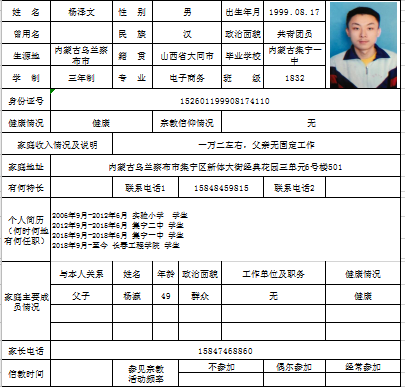 姓 名 杨泽文 性 别 男 出生年月 1999.08.17
曾用名 民 族 汉 政治面貌 共青团员
生源地 内蒙古乌兰察布市 籍 贯 山西省大同市 毕业学校 内蒙古集宁一中
学 制 三年制 专 业 电子商务 班 级 1832
身份证号 152601199908174110
健康情况 健康 宗教信仰情况 无
家庭收入情况及说明 一万二左右，父亲无固定工作
家庭地址 内蒙古乌兰察布市集宁区新体大街经典花园三单元6号楼501
有何特长 联系电话1 15848459815 联系电话2
个人简历（何时何地有何任职）
2006年9月-2012年6月 实验小学 学生
2012年9月-2015年6月 集宁二中 学生
2015年9月-2018年6月 集宁一中 学生
2018年9月-至今 长春工程学院 学生
家庭主要成员情况
与本人关系 姓名 年龄 政治面貌 工作单位及职务 健康情况
父子 杨瀛 49 群众 无 健康
家长电话 15847468860
信教时间 参见宗教活动频率 不参加 偶尔参加 经常参加